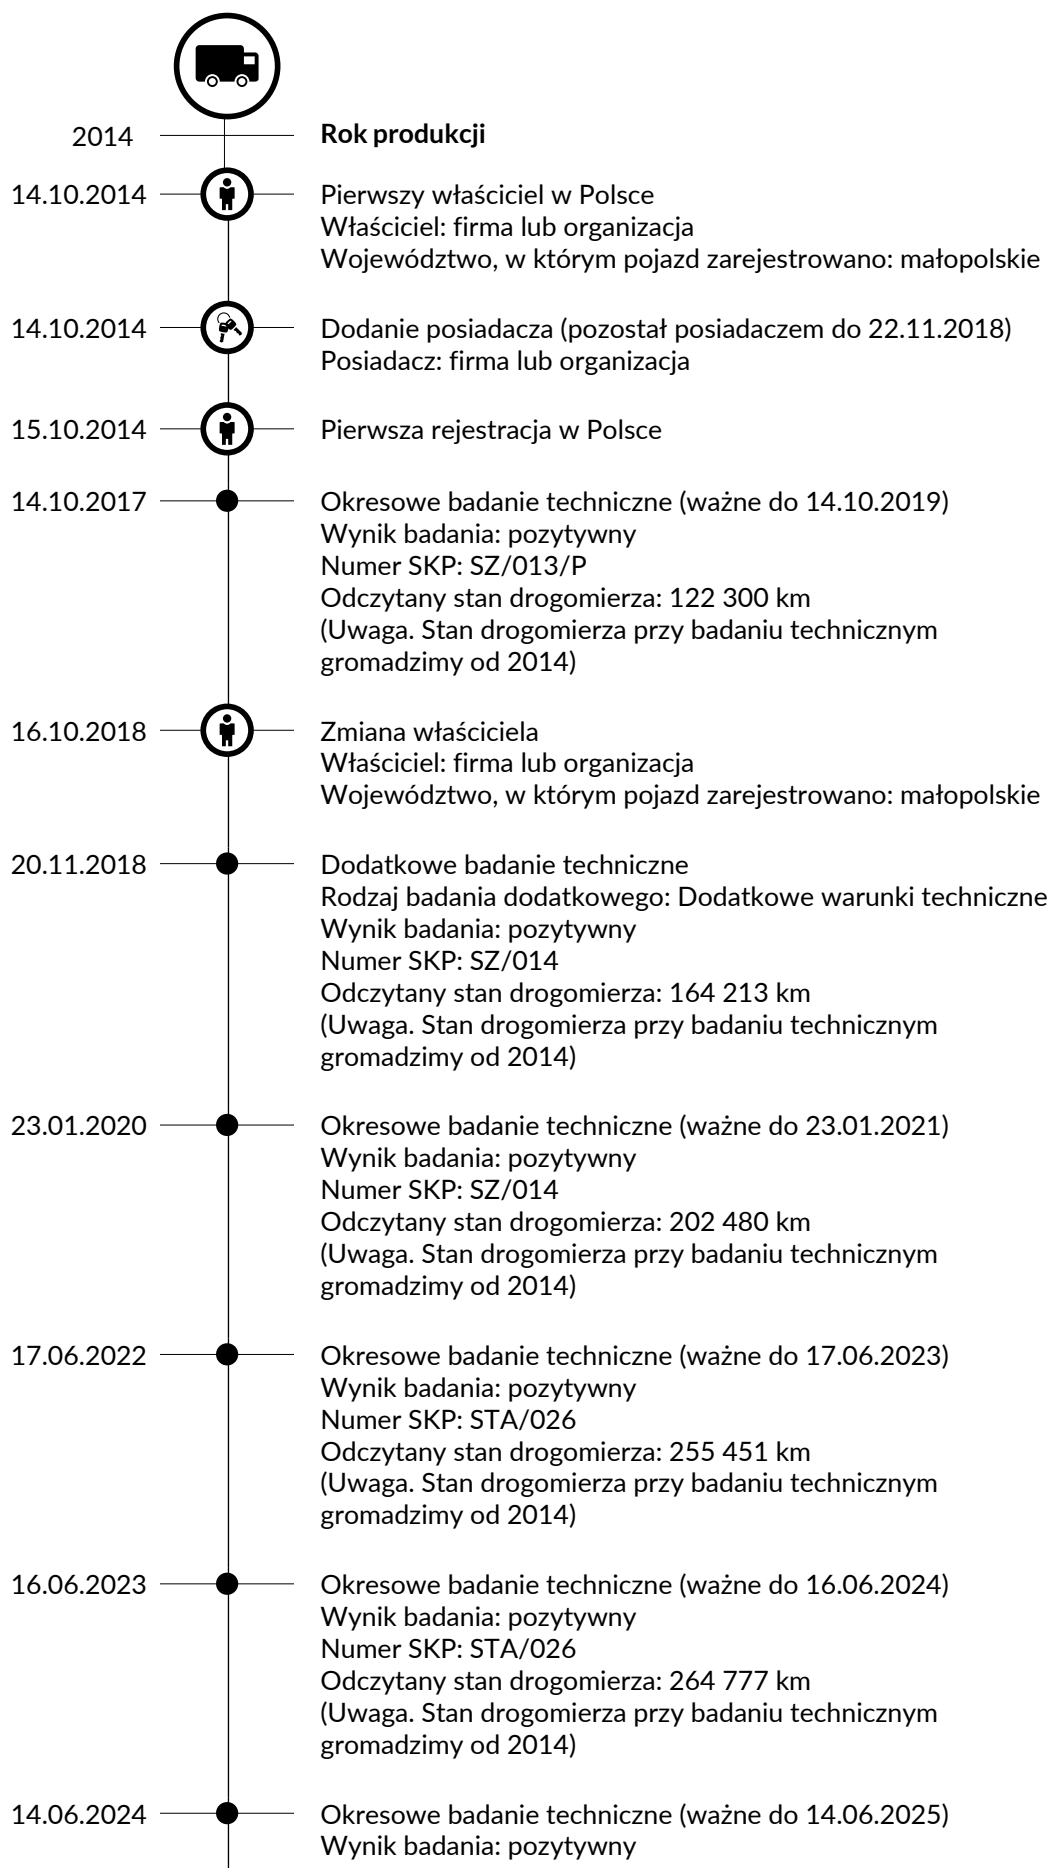 2014
Rok produkcji
14.10.2014
Pierwszy właściciel w Polsce
Właściciel: firma lub organizacja
Województwo, w którym pojazd zarejestrowano: małopolskie
14.10.2014
Dodanie posiadacza (pozostał posiadaczem do 22.11.2018)
Posiadacz: firma lub organizacja
15.10.2014
Pierwsza rejestracja w Polsce
14.10.2017
Okresowe badanie techniczne (ważne do 14.10.2019)
Wynik badania: pozytywny
Numer SKP: SZ/013/P
Odczytany stan drogomierza: 122 300 km
(Uwaga. Stan drogomierza przy badaniu technicznym
gromadzimy od 2014)
16.10.2018
Zmiana właściciela
Właściciel: firma lub organizacja
Województwo, w którym pojazd zarejestrowano: małopolskie
20.11.2018
Dodatkowe badanie techniczne
Rodzaj badania dodatkowego: Dodatkowe warunki techniczne
Wynik badania: pozytywny
Numer SKP: SZ/014
Odczytany stan drogomierza: 164 213 km
(Uwaga. Stan drogomierza przy badaniu technicznym
gromadzimy od 2014)
23.01.2020
Okresowe badanie techniczne (ważne do 23.01.2021)
Wynik badania: pozytywny
Numer SKP: SZ/014
Odczytany stan drogomierza: 202 480 km
(Uwaga. Stan drogomierza przy badaniu technicznym
gromadzimy od 2014)
17.06.2022
Okresowe badanie techniczne (ważne do 17.06.2023)
Wynik badania: pozytywny
Numer SKP: STA/026
Odczytany stan drogomierza: 255 451 km
(Uwaga. Stan drogomierza przy badaniu technicznym
gromadzimy od 2014)
16.06.2023
Okresowe badanie techniczne (ważne do 16.06.2024)
Wynik badania: pozytywny
Numer SKP: STA/026
Odczytany stan drogomierza: 264 777 km
(Uwaga. Stan drogomierza przy badaniu technicznym
gromadzimy od 2014)
14.06.2024
Okresowe badanie techniczne (ważne do 14.06.2025)
Wynik badania: pozytywny